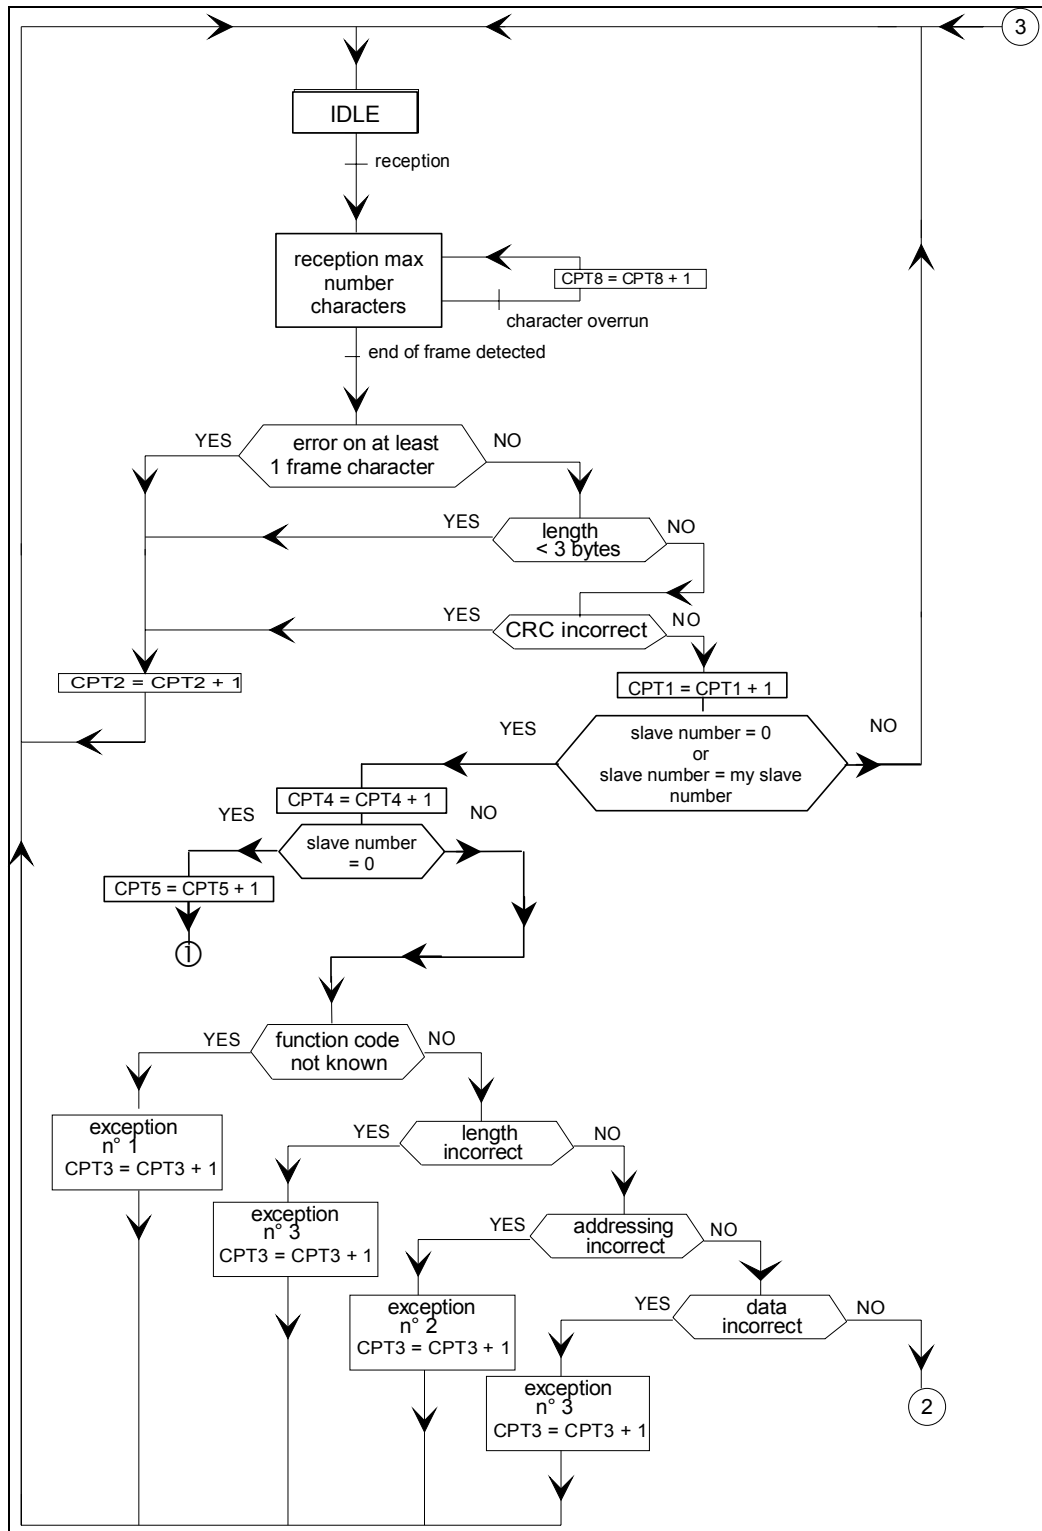 3
IDLE
reception
reception max
number
characters
CPT8 = CPT8 + 1
character overrun
end of frame detected
YES
error on at least
1 frame character
NO
YES
length
< 3 bytes
NO
YES
CRC incorrect
NO
CPT2 = CPT2 + 1
CPT1 = CPT1 + 1
YES
slave number = 0
or
slave number = my slave
number
NO
CPT4 = CPT4 + 1
YES
slave number
= 0
NO
CPT5 = CPT5 + 1
1
YES
function code
not known
NO
exception
n° 1
CPT3 = CPT3 + 1
YES
length
incorrect
NO
exception
n° 3
CPT3 = CPT3 + 1
YES
addressing
incorrect
NO
exception
n° 2
CPT3 = CPT3 + 1
YES
data
incorrect
NO
exception
n° 3
CPT3 = CPT3 + 1
2